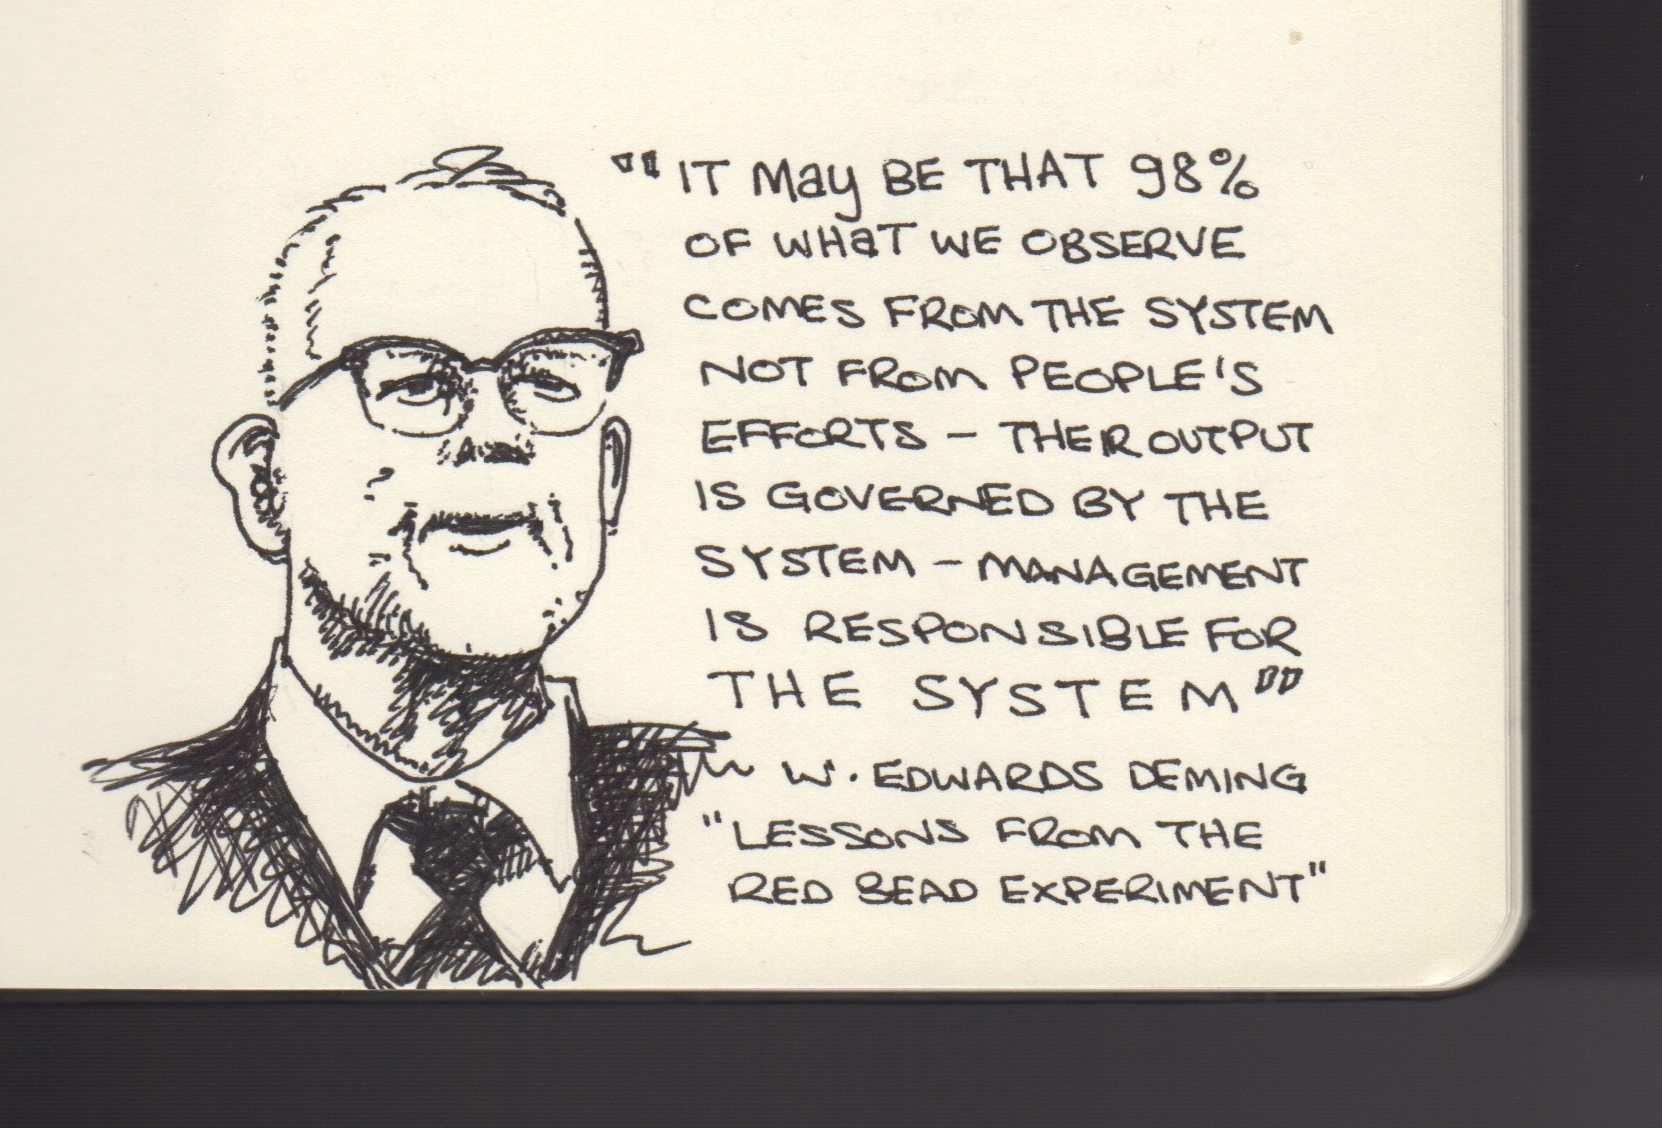 "IT May BE THAT 98%
OF WHaT WE OBSERVE
COMES FROM THE SYSTEM
NOT FROM PEOPLE'S
EFFORTS - THEIR OUTPUT
IS GOVERNED BY THE
SYSTEM - MANAGEMENT
IS RESPONSIBLE FOR
THE SYSTEM"
~ W. EDWARDS DEMING
"LESSONS FROM THE
RED BEAD EXPERIMENT"